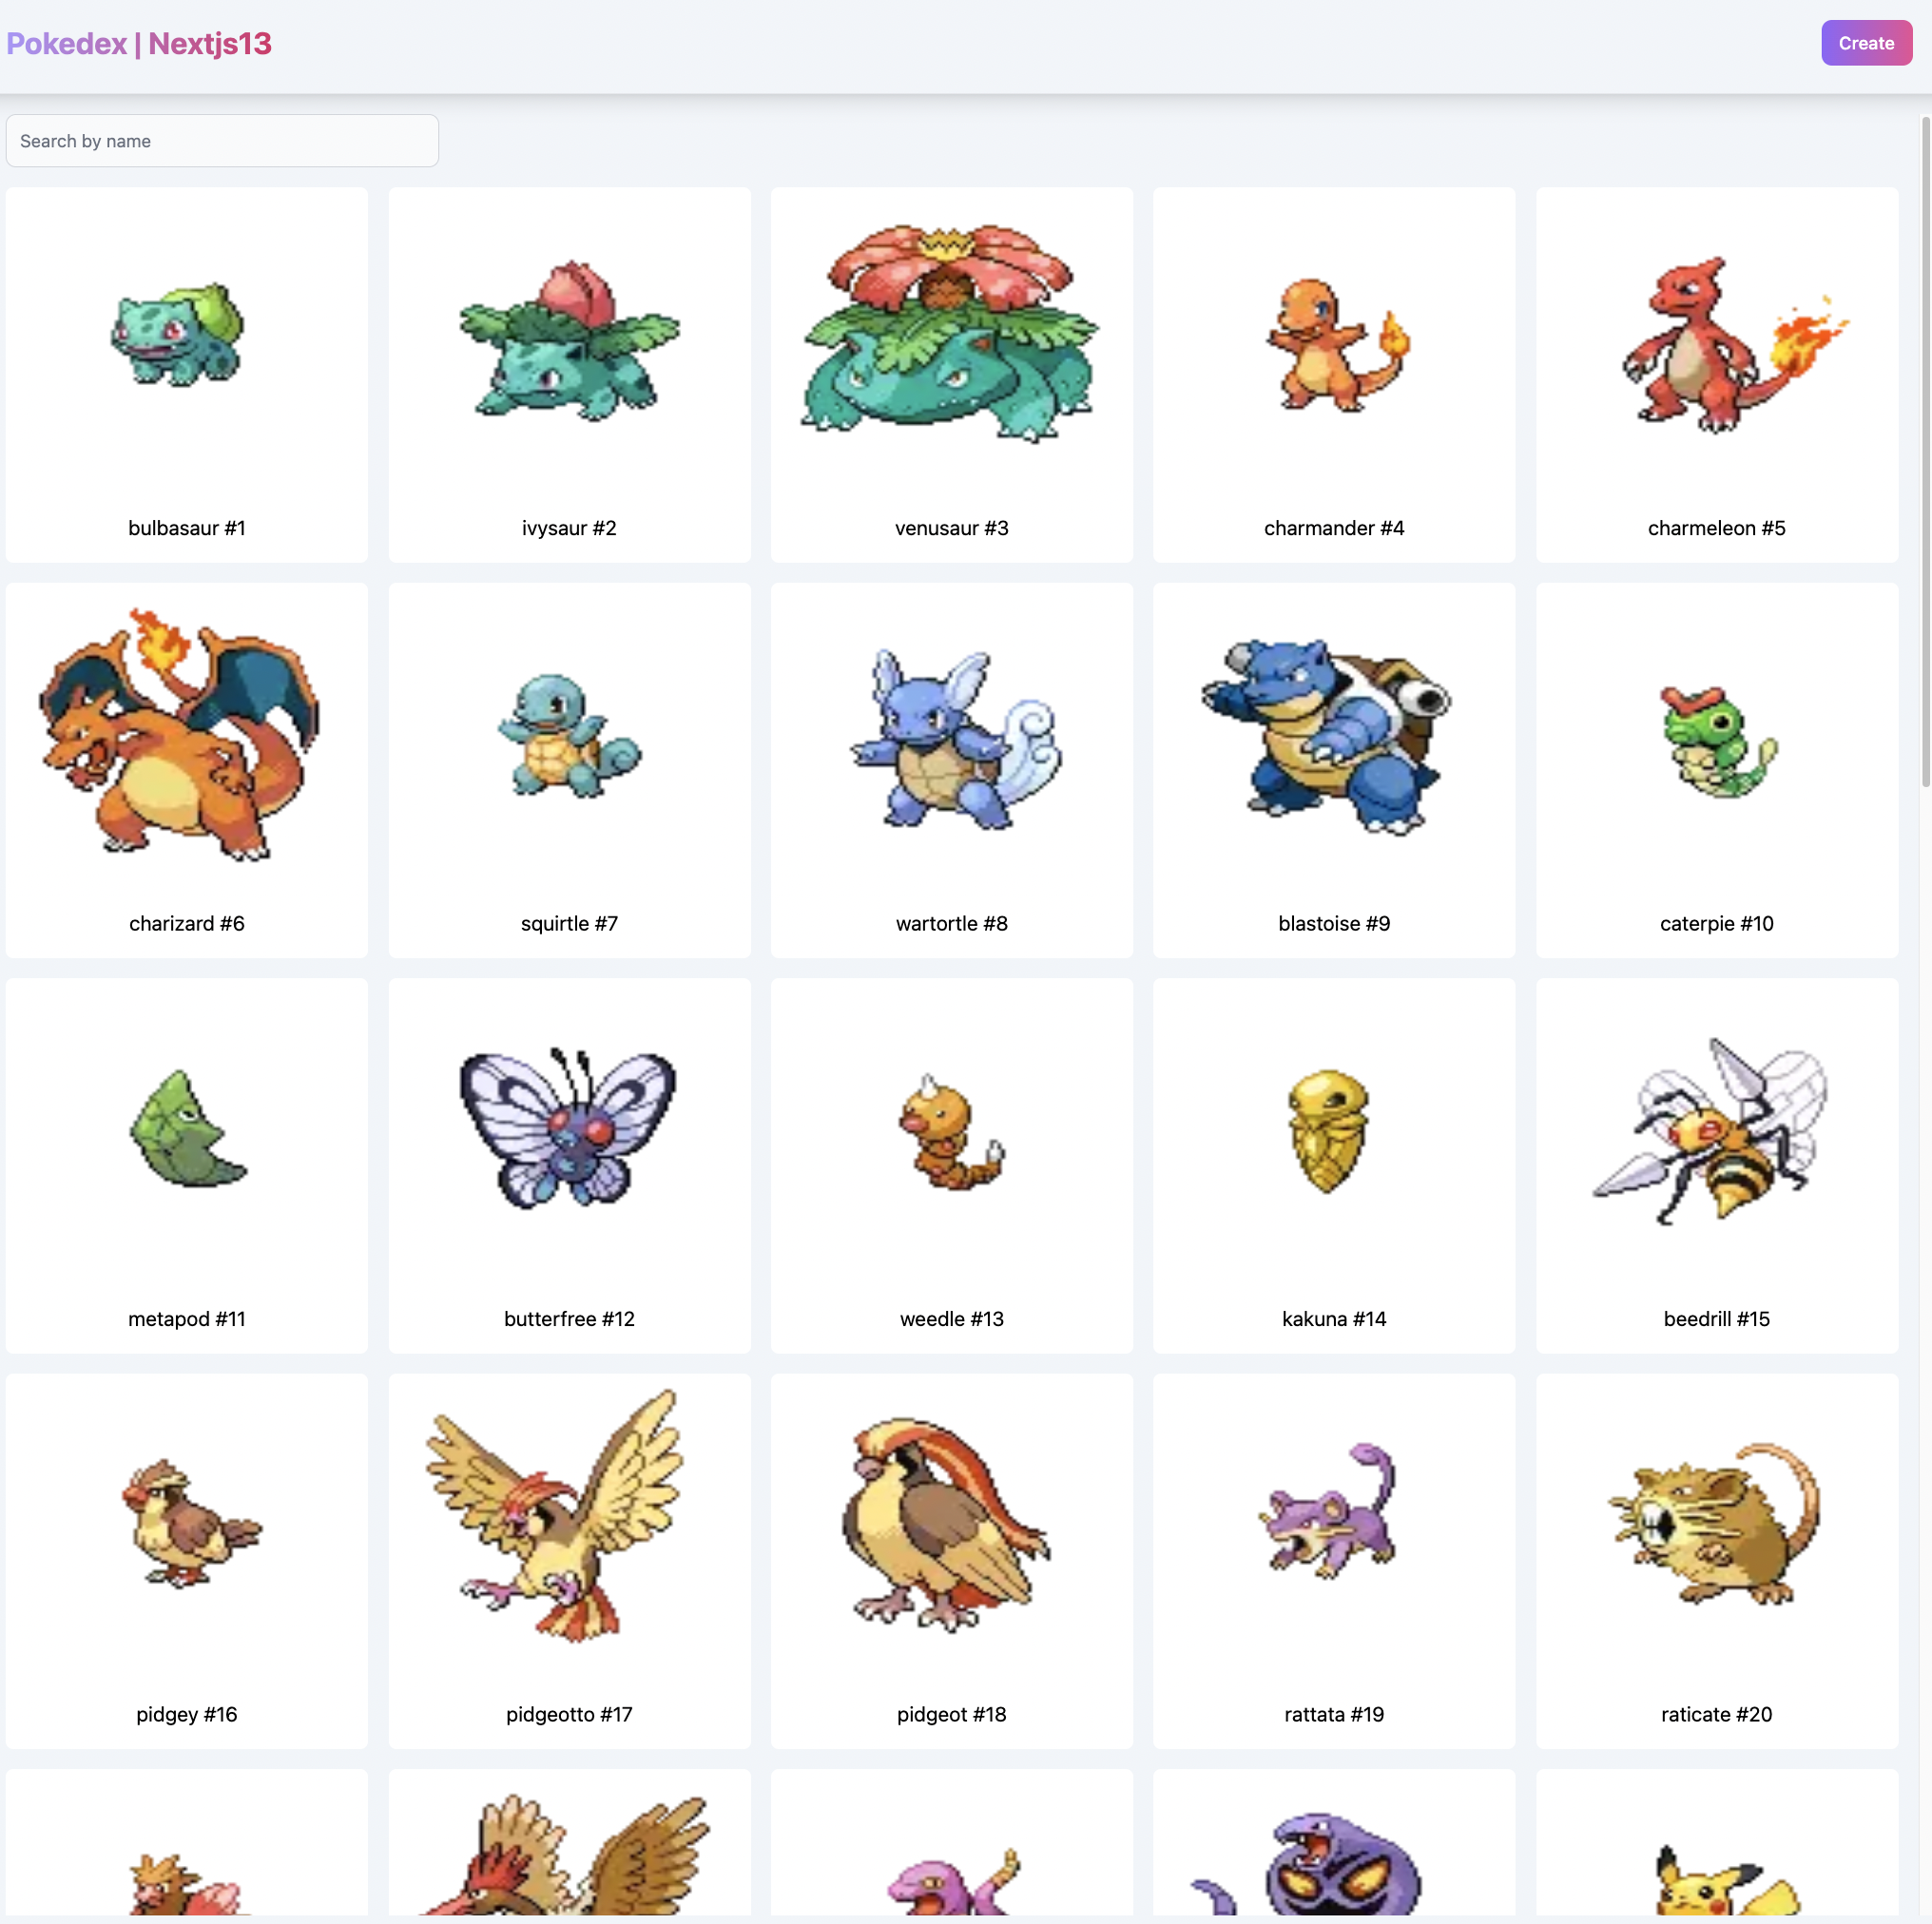 Pokedex | Nextjs13
Create
Search by name
bulbasaur #1
ivysaur #2
venusaur #3
charmander #4
charmeleon #5
charizard #6
squirtle #7
wartortle #8
blastoise #9
caterpie #10
metapod #11
butterfree #12
weedle #13
kakuna #14
beedrill #15
pidgey #16
pidgeotto #17
pidgeot #18
rattata #19
raticate #20